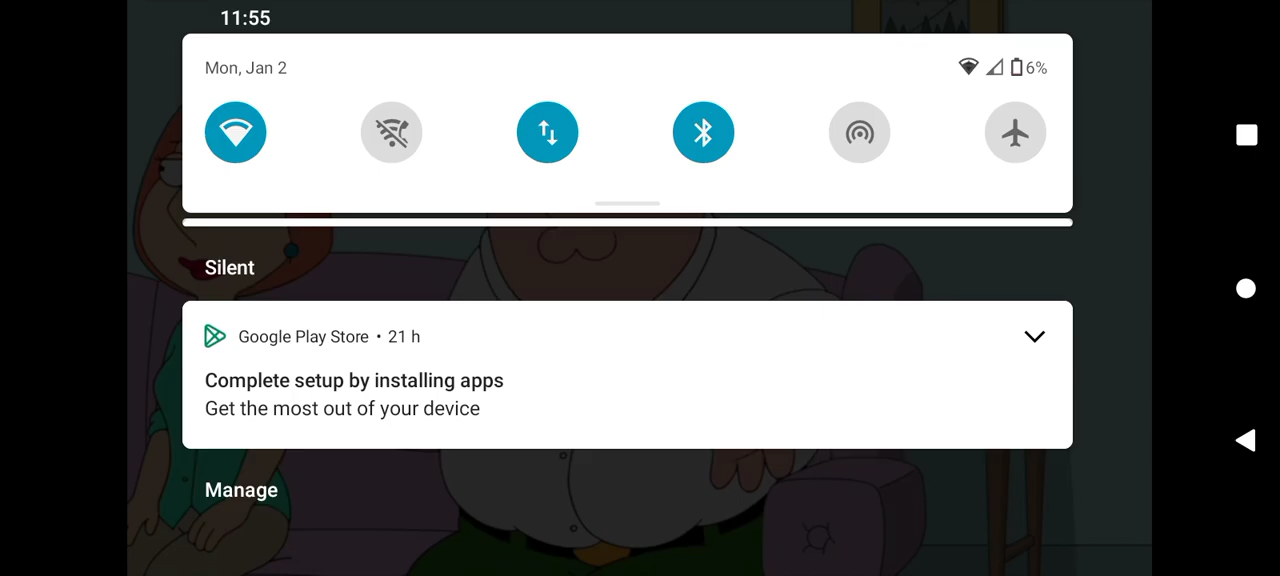 11:55
Mon, Jan 2
6%
Silent
Google Play Store • 21 h
Complete setup by installing apps
Get the most out of your device
Manage